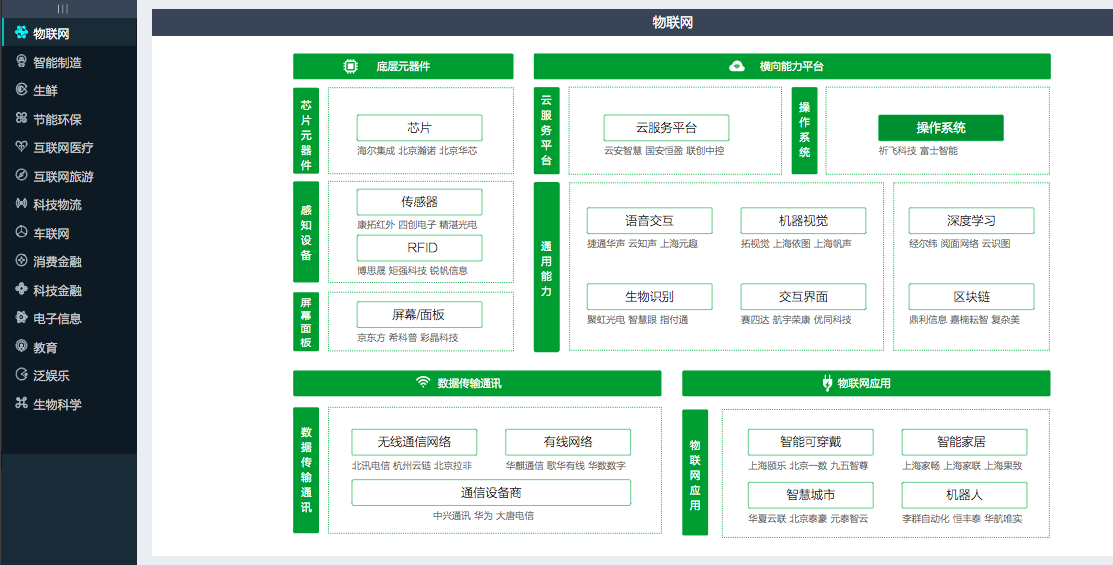 物联网
智能制造
生鲜
节能环保
互联网医疗
互联网旅游
科技物流
车联网
消费金融
科技金融
电子信息
教育
泛娱乐
生物科学
物联网
底层元器件
芯片元器件
芯片
海尔集成 北京瀚诺 北京华芯
感知设备
传感器
康拓红外 四创电子 精湛光电
RFID
博思晟 矩强科技 锐帆信息
屏幕面板
屏幕/面板
京东方 希科普 彩晶科技
横向能力平台
云服务平台
云服务平台
云安智慧 国安恒盈 联创中控
操作系统
操作系统
祈飞科技 富士智能
通用能力
语音交互
捷通华声 云知声 上海元趣
机器视觉
拓视觉 上海依图 上海帆声
深度学习
经尔纬 阅面网络 云识图
生物识别
聚虹光电 智慧眼 指付通
交互界面
赛四达 航宇荣康 优同科技
区块链
鼎利信息 嘉楠耘智 复杂美
数据传输通讯
数据传输通讯
无线通信网络
北讯电信 杭州云链 北京拉非
有线网络
华麒通信 歌华有线 华数数字
通信设备商
中兴通讯 华为 大唐电信
物联网应用
物联网应用
智能可穿戴
上海颐乐 北京一数 九五智尊
智能家居
上海家畅 上海家联 上海果致
智慧城市
华夏云联 北京泰豪 元泰智云
机器人
李群自动化 恒丰泰 华航唯实